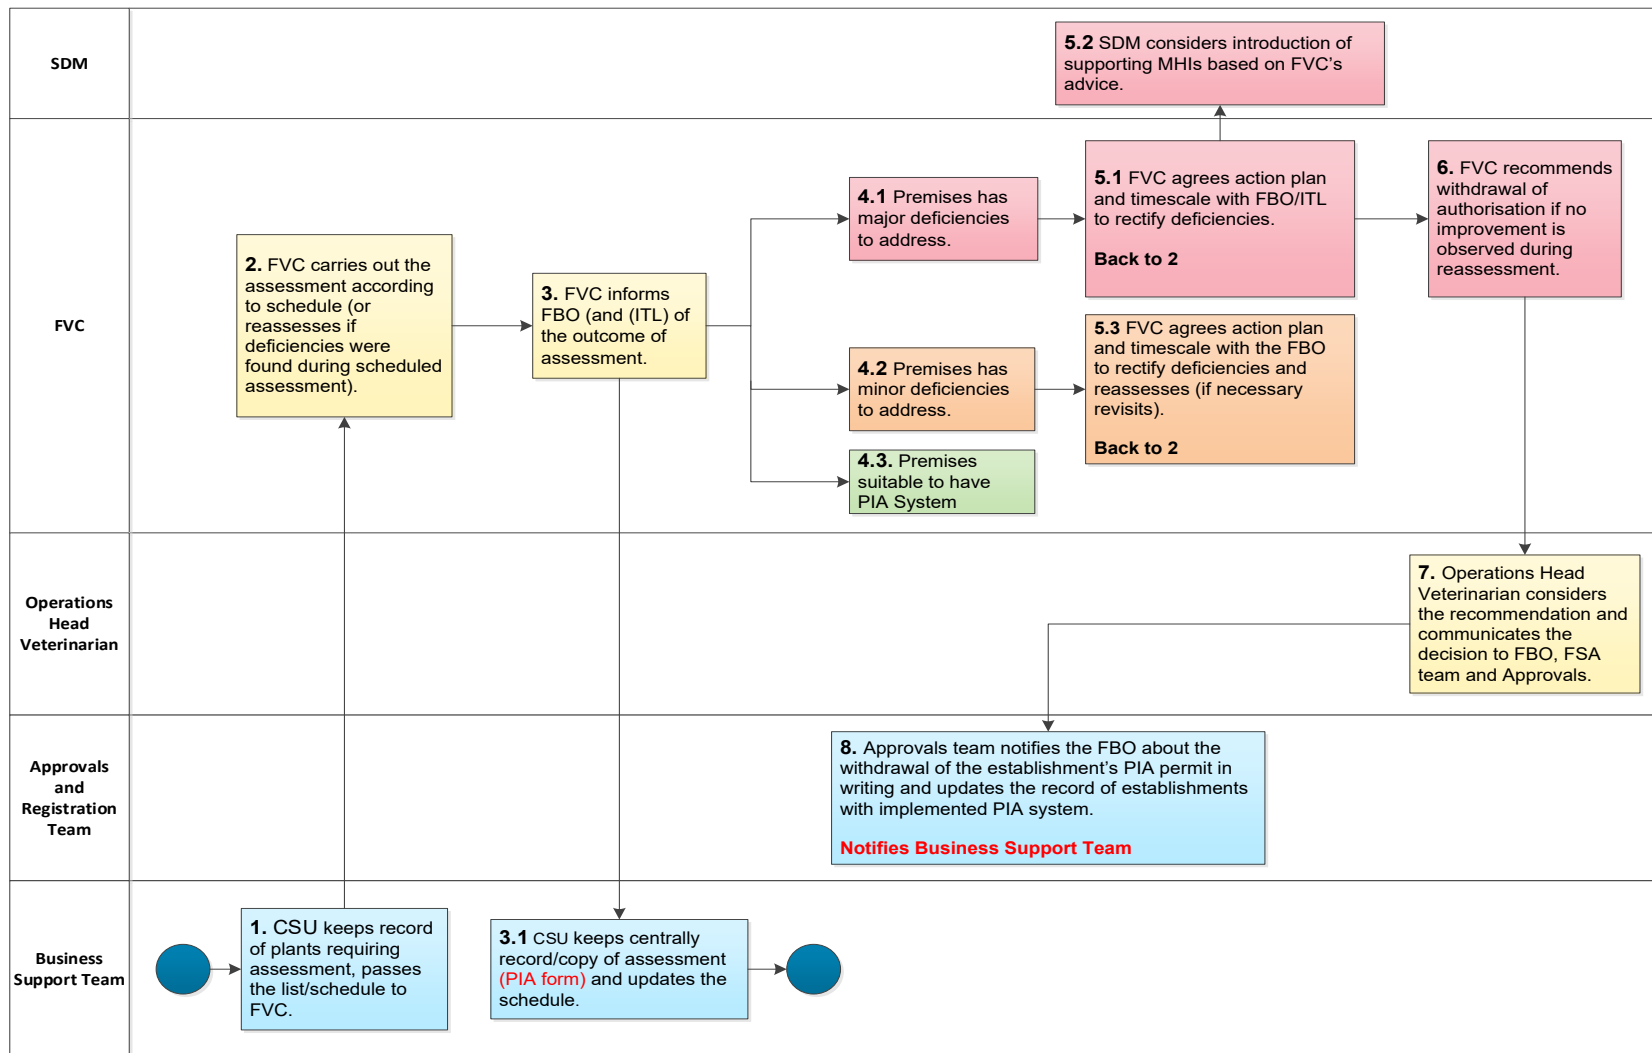 SDM
5.2 SDM considers introduction of
supporting MHIs based on FVC's
advice.
FVC
2. FVC carries out the
assessment according
to schedule (or
reassesses if
deficiencies were
found during scheduled
assessment).
3. FVC informs
FBO (and (ITL) of
the outcome of
assessment.
4.1 Premises has
major deficiencies
to address.
5.1 FVC agrees action plan
and timescale with FBO/ITL
to rectify deficiencies.
Back to 2
6. FVC recommends
withdrawal of
authorisation if no
improvement is
observed during
reassessment.
4.2 Premises has
minor deficiencies
to address.
5.3 FVC agrees action plan
and timescale with the FBO
to rectify deficiencies and
reassesses (if necessary
revisits).
Back to 2
4.3. Premises
suitable to have
PIA System
Operations
Head
Veterinarian
7. Operations Head
Veterinarian considers
the recommendation and
communicates the
decision to FBO, FSA
team and Approvals.
Approvals
and
Registration
Team
8. Approvals team notifies the FBO about the
withdrawal of the establishment's PIA permit in
writing and updates the record of establishments
with implemented PIA system.
Notifies Business Support Team
Business
Support Team
1. CSU keeps record
of plants requiring
assessment, passes
the list/schedule to
FVC.
3.1 CSU keeps centrally
record/copy of assessment
(PIA form) and updates the
schedule.